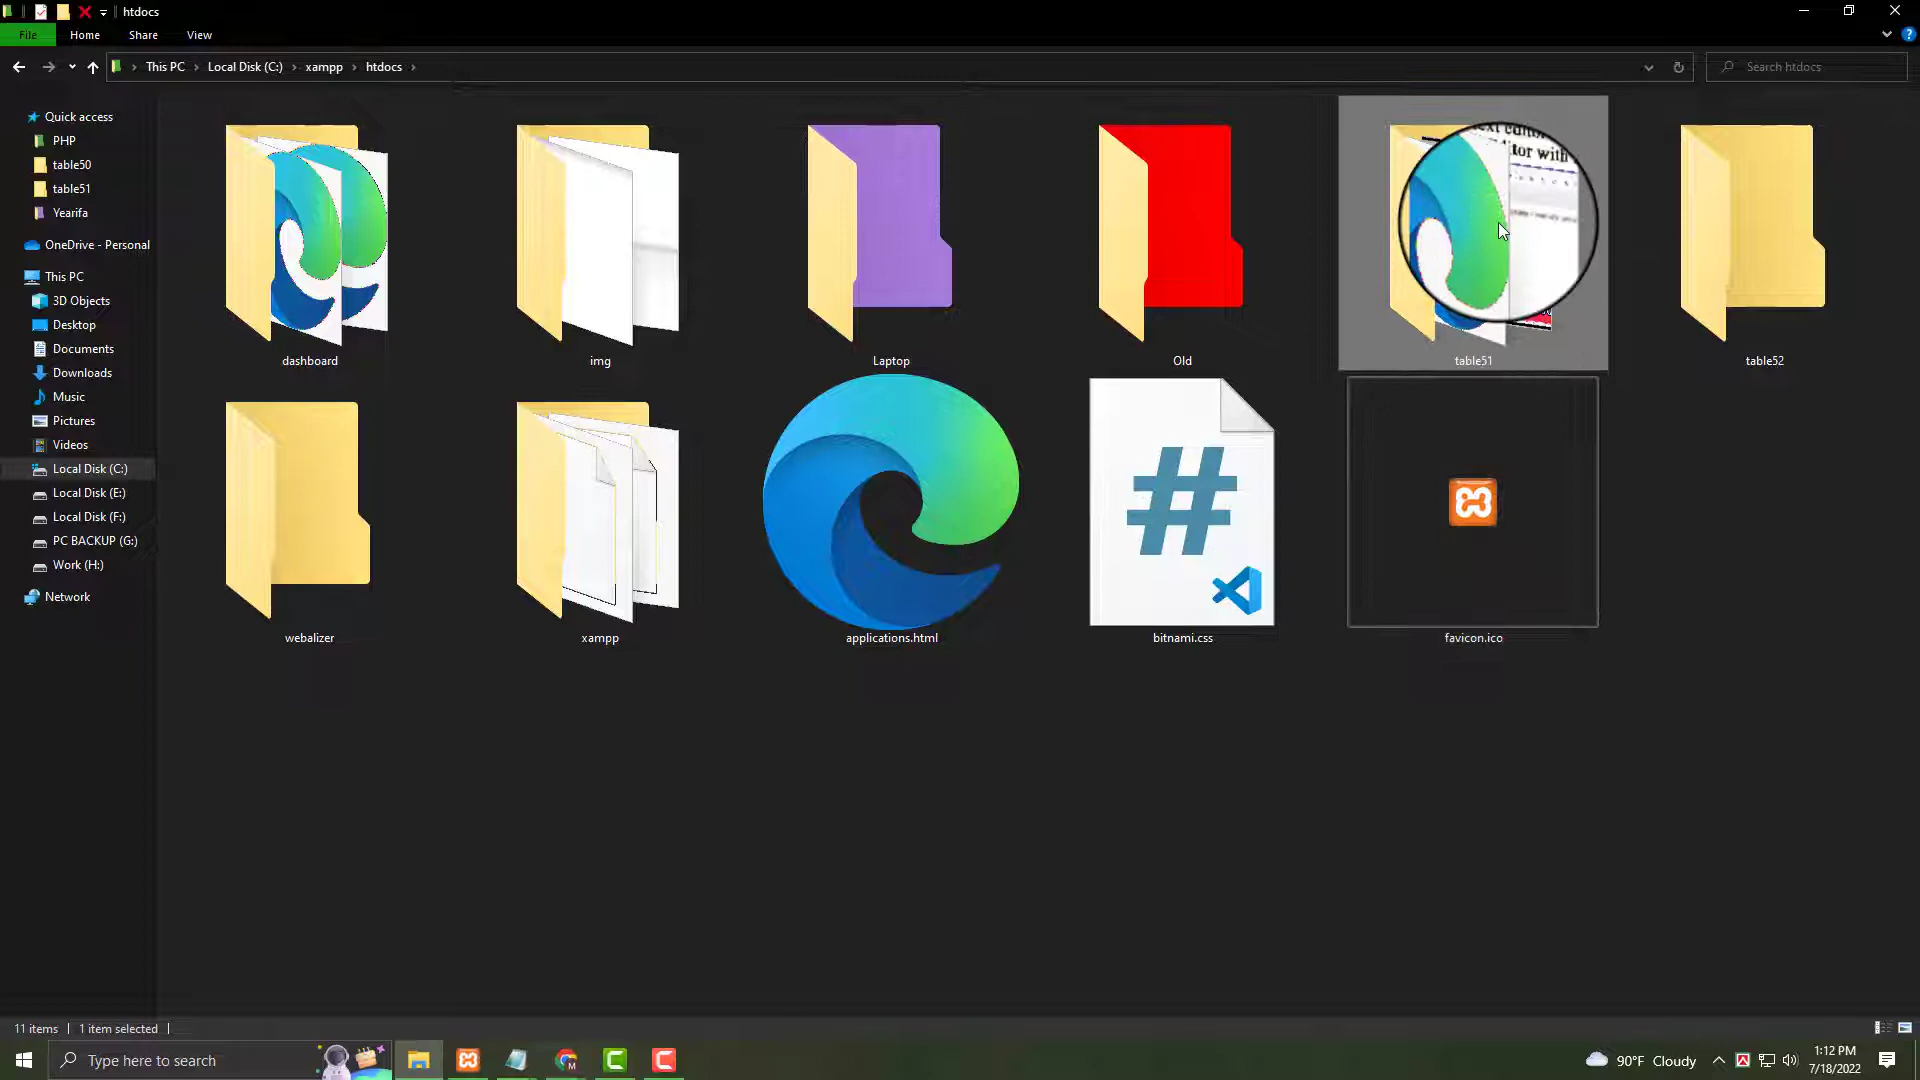 htdocs
File Home Share View
This PC Local Disk (C:) xampp htdocs
Search htdocs
Quick access
PHP
table50
table51
Yearifa
OneDrive - Personal
This PC
3D Objects
Desktop
Documents
Downloads
Music
Pictures
Videos
Local Disk (C:)
Local Disk (E:)
Local Disk (F:)
PC BACKUP (G:)
Work (H:)
Network
itor with
dashboard img Laptop Old table51 table52
webalizer xampp applications.html bitnami.css favicon.ico
11 items 1 item selected
Type here to search
90°F Cloudy
1:12 PM
7/18/2022